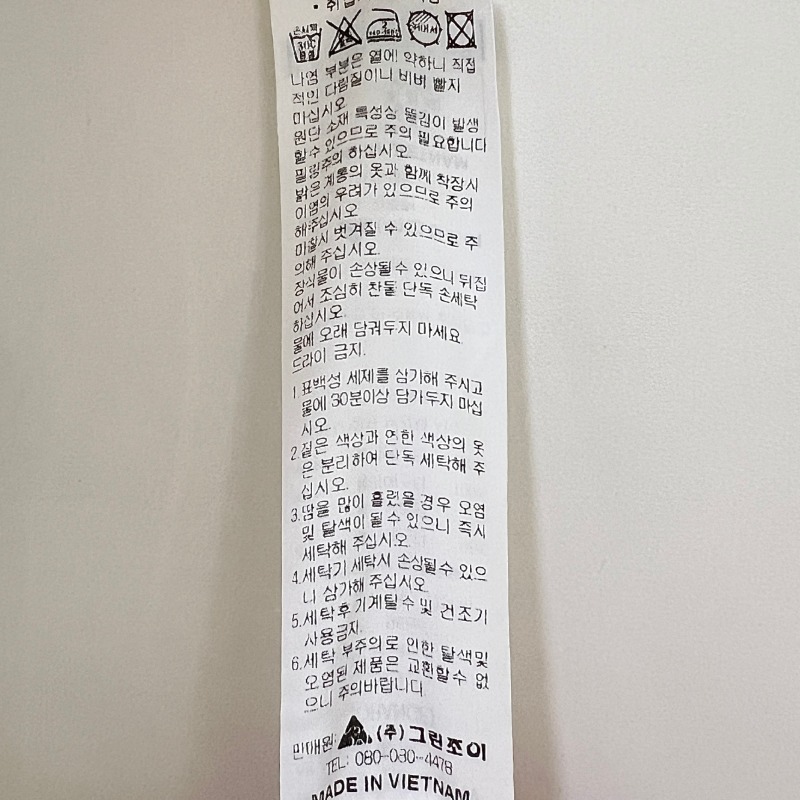 손세탁
30℃
중성
나염 부분은 열에 약하니 직접
적인 다림질이나 비벼 빨지
마십시오
원단 소재 특성상 뜯김이 발생
할수 있으므로 주의 필요합니다
필링주의 하십시오.
밝은 계통의 옷과 함께 착장시
이염의 우려가 있으므로 주의
해주십시오
마찰시 벗겨질 수 있으므로 주
의해 주십시오.
장식물이 손상될수 있으니 뒤집
어서 조심히 찬물 단독 손세탁
하십시오.
물에 오래 담궈두지 마세요.
드라이 금지.
1.표백성 세제를 삼가해 주시고
물에 30분이상 담가두지 마십
시오.
2.짙은 색상과 연한 색상의 옷
은 분리하여 단독 세탁해 주
십시오.
3.땀을 많이 흘렸을 경우 오염
및 탈색이 될 수 있으니 즉시
세탁해 주십시오.
4.세탁기 세탁시 손상될수 있으
니 삼가해 주십시오.
5.세탁후 기계탈수 및 건조기
사용금지.
6.세탁 부주의로 인한 탈색및
오염된 제품은 교환할수 없
으니 주의바랍니다
판매원: (주)그린조이
TEL: 080-030-4478
MADE IN VIETNAM